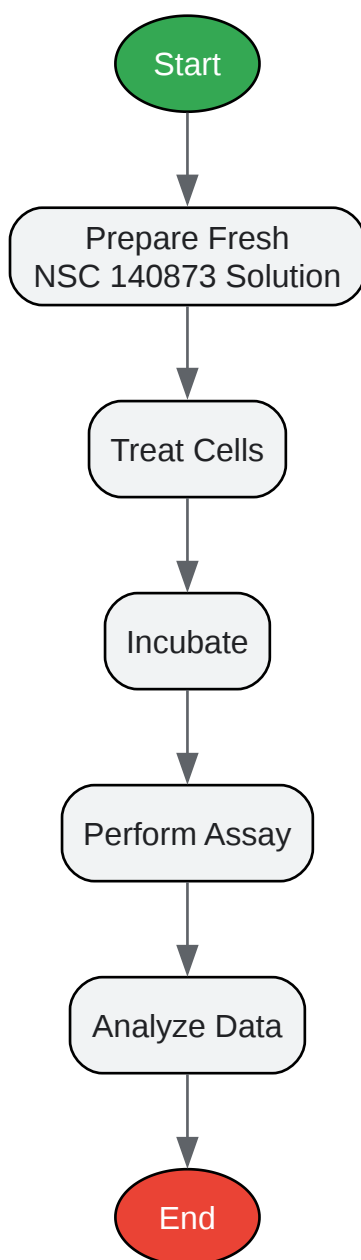 Start
Prepare Fresh
NSC 140873 Solution
Treat Cells
Incubate
Perform Assay
Analyze Data
End